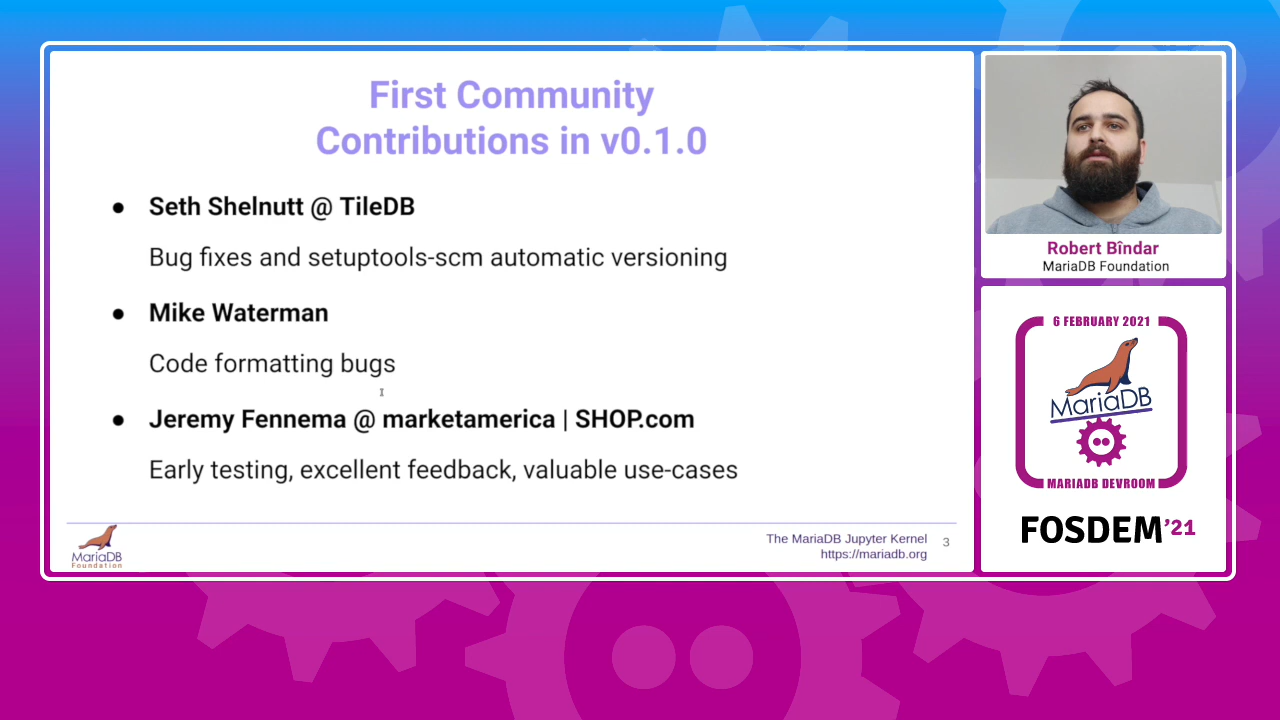 First Community
Contributions in v0.1.0
● Seth Shelnutt @ TileDB
Bug fixes and setuptools-scm automatic versioning
● Mike Waterman
Code formatting bugs
● Jeremy Fennema @ marketamerica | SHOP.com
Early testing, excellent feedback, valuable use-cases
MariaDB
Foundation
The MariaDB Jupyter Kernel
https://mariadb.org
3
Robert Bîndar
MariaDB Foundation
6 FEBRUARY 2021
MariaDB
MARIADB DEVROOM
FOSDEM'21